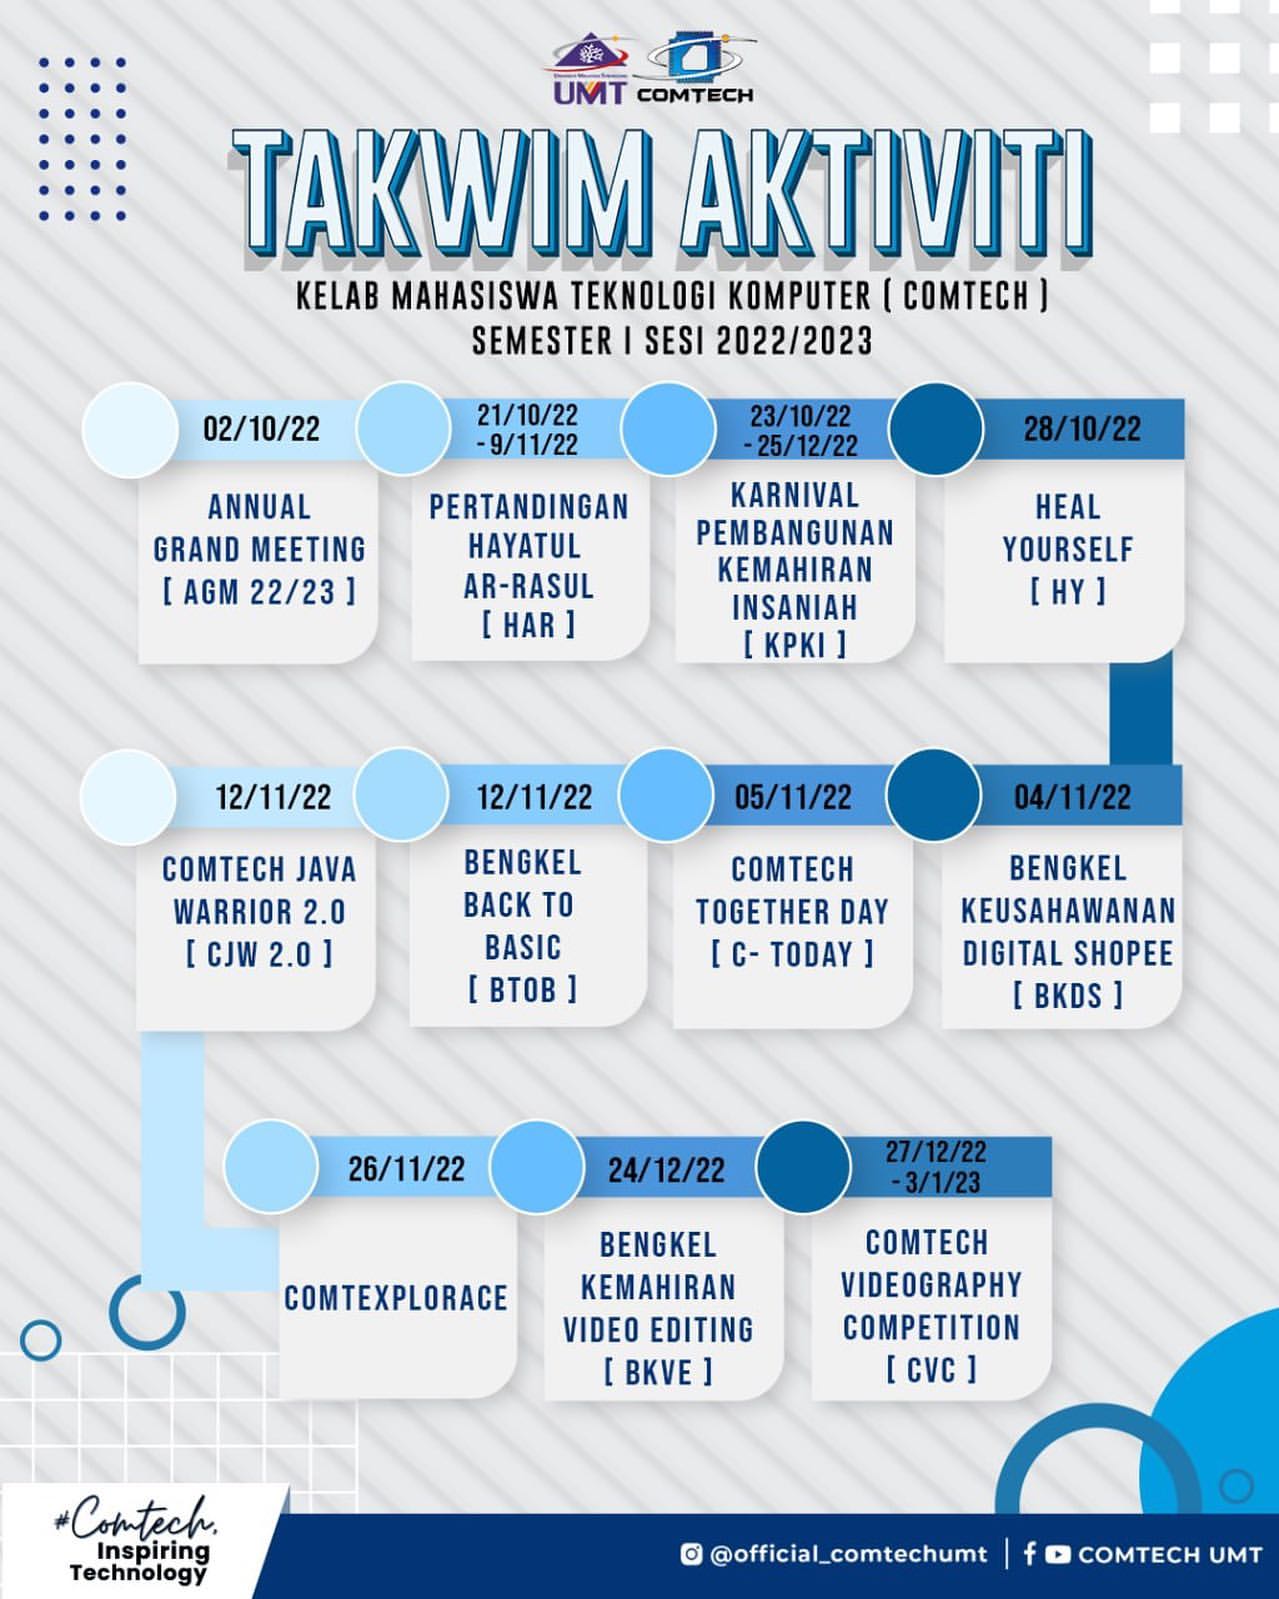 UNIVERSITI MALAYSIA TERENGGANU
UMT COMTECH
TAKWIM AKTIVITI
KELAB MAHASISWA TEKNOLOGI KOMPUTER ( COMTECH )
SEMESTER I SESI 2022/2023
02/10/22
ANNUAL
GRAND MEETING
[ AGM 22/23 ]
21/10/22
- 9/11/22
PERTANDINGAN
HAYATUL
AR-RASUL
[ HAR ]
23/10/22
- 25/12/22
KARNIVAL
PEMBANGUNAN
KEMAHIRAN
INSANIAH
[ KPKI ]
28/10/22
HEAL
YOURSELF
[ HY ]
04/11/22
BENGKEL
KEUSAHAWANAN
DIGITAL SHOPEE
[ BKDS ]
05/11/22
COMTECH
TOGETHER DAY
[ C- TODAY ]
12/11/22
BENGKEL
BACK TO
BASIC
[ BTOB ]
12/11/22
COMTECH JAVA
WARRIOR 2.0
[ CJW 2.0 ]
26/11/22
COMTEXPLORACE
24/12/22
BENGKEL
KEMAHIRAN
VIDEO EDITING
[ BKVE ]
27/12/22
- 3/1/23
COMTECH
VIDEOGRAPHY
COMPETITION
[ CVC ]
#Comtech,
Inspiring
Technology
@official_comtechumt | f COMTECH UMT